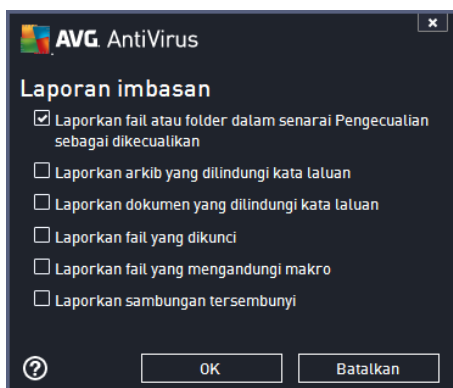 AVG AntiVirus
Laporan imbasan
Laporkan fail atau folder dalam senarai Pengecualian
sebagai dikecualikan
Laporkan arkib yang dilindungi kata laluan
Laporkan dokumen yang dilindungi kata laluan
Laporkan fail yang dikunci
Laporkan fail yang mengandungi makro
Laporkan sambungan tersembunyi
OK
Batalkan